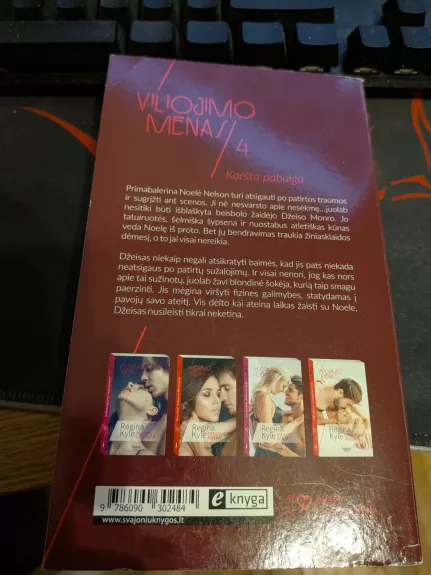 VILIOJIMO
MENAS//4
Karšta pabaiga
Primabalerina Noelė Nelson turi atsigauti po patirtos traumos
ir sugrįžti ant scenos. Ji nė nesvarsto apie nesėkmę...juolab
nesitiki būti išblaškyta beisbolo žaidėjo Džeiso Monro. Jo
tatuiruotės, šelmiška šypsena ir nuostabus atletiškas kūnas
veda Noelę iš proto. Bet jų bendravimas traukia žiniasklaidos
dėmesį, o to jai visai nereikia.
Džeisas niekaip negali atsikratyti baimės, kad jis pats niekada
neatsigaus po patirtų sužalojimų. Ir visai nenori, jog kas nors
apie tai sužinotų, juolab žavi blondinė šokėja, kurią taip smagu
paerzinti. Jis mėgina viršyti fizines galimybes, statydamas į
pavojų savo ateitį. Vis dėlto kai ateina laikas žaisti su Noele,
Džeisas nusileisti tikrai neketina.
Regina Kyle
Regina Kyle
Regina Kyle
Regina Kyle
9 786090 302484
e knyga
www.svajoniuknygos.lt